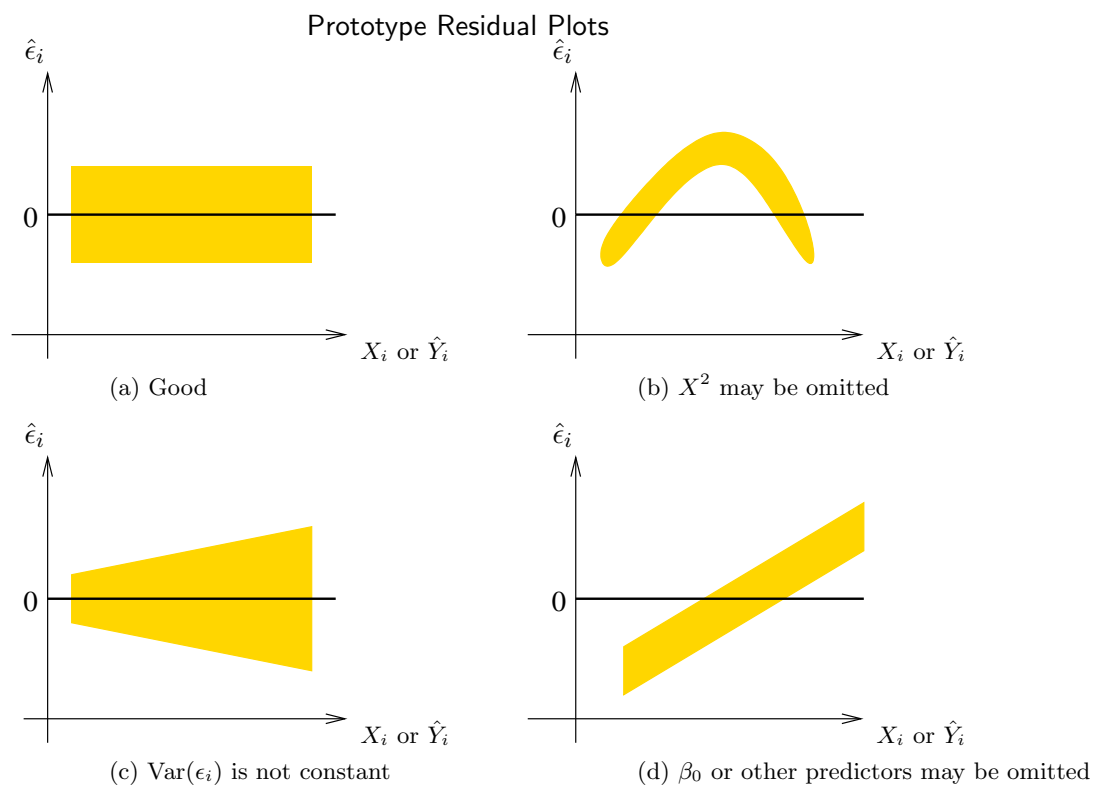 Prototype Residual Plots
ε̂ᵢ
0
Xᵢ or Ŷᵢ
(a) Good
ε̂ᵢ
0
Xᵢ or Ŷᵢ
(b) X² may be omitted
ε̂ᵢ
0
Xᵢ or Ŷᵢ
(c) Var(εᵢ) is not constant
ε̂ᵢ
0
Xᵢ or Ŷᵢ
(d) β₀ or other predictors may be omitted